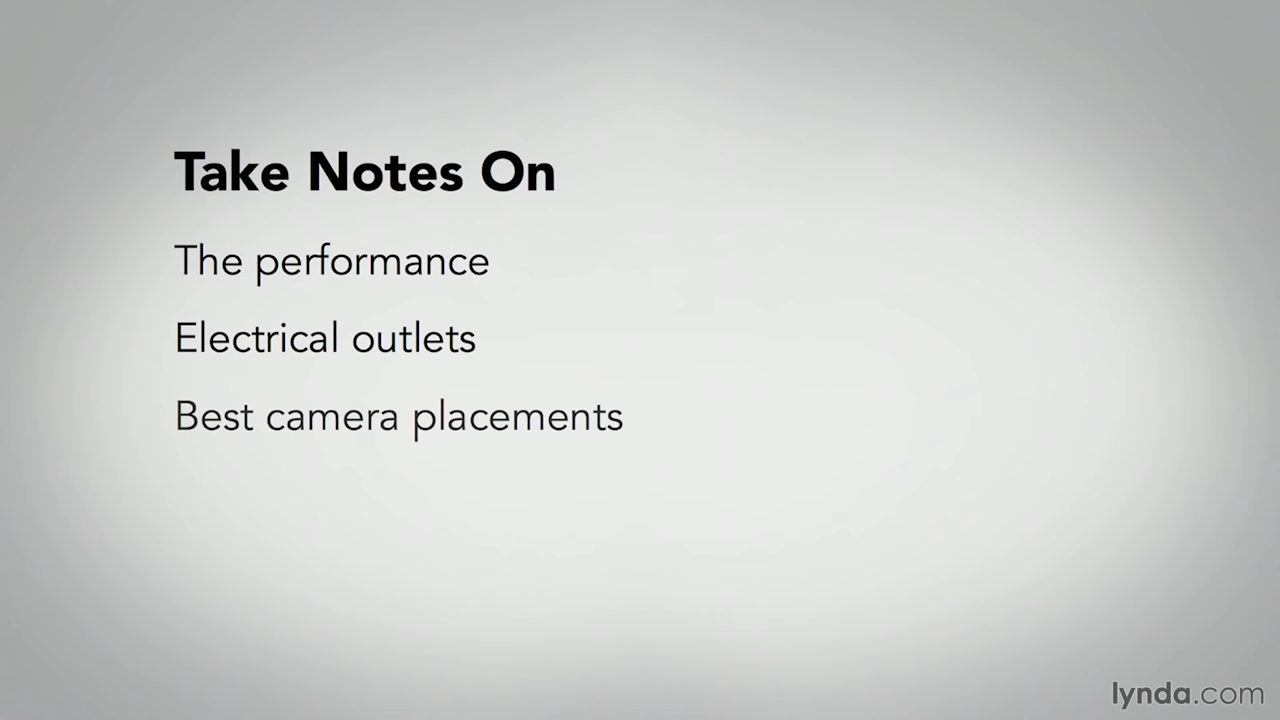 Take Notes On
The performance
Electrical outlets
Best camera placements
lynda.com